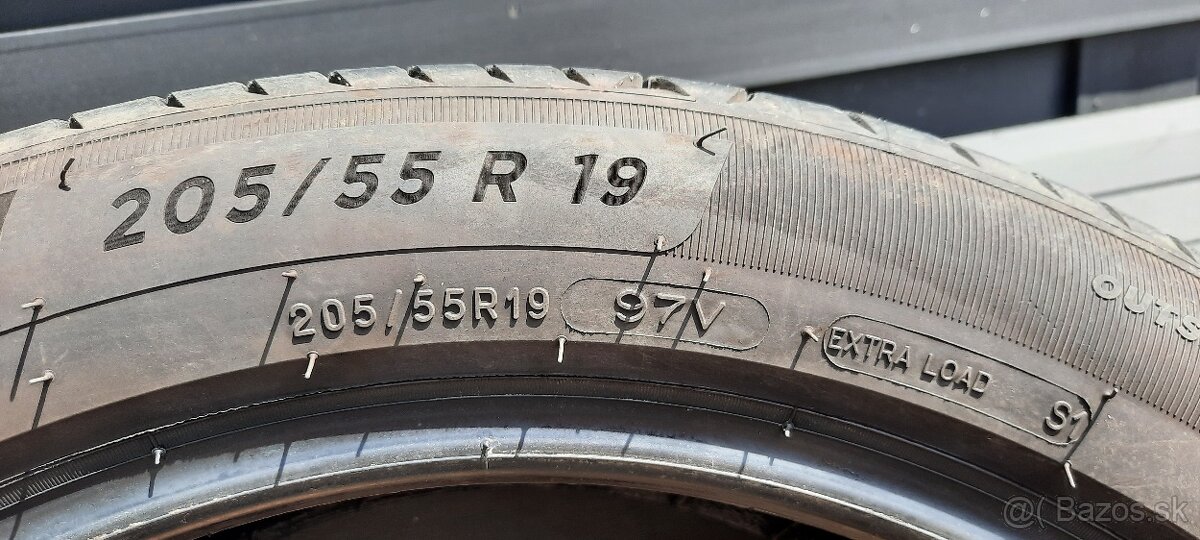 205/55 R 19
205/55R19 97V
EXTRA LOAD S1
OUTS
@( Bazos.sk